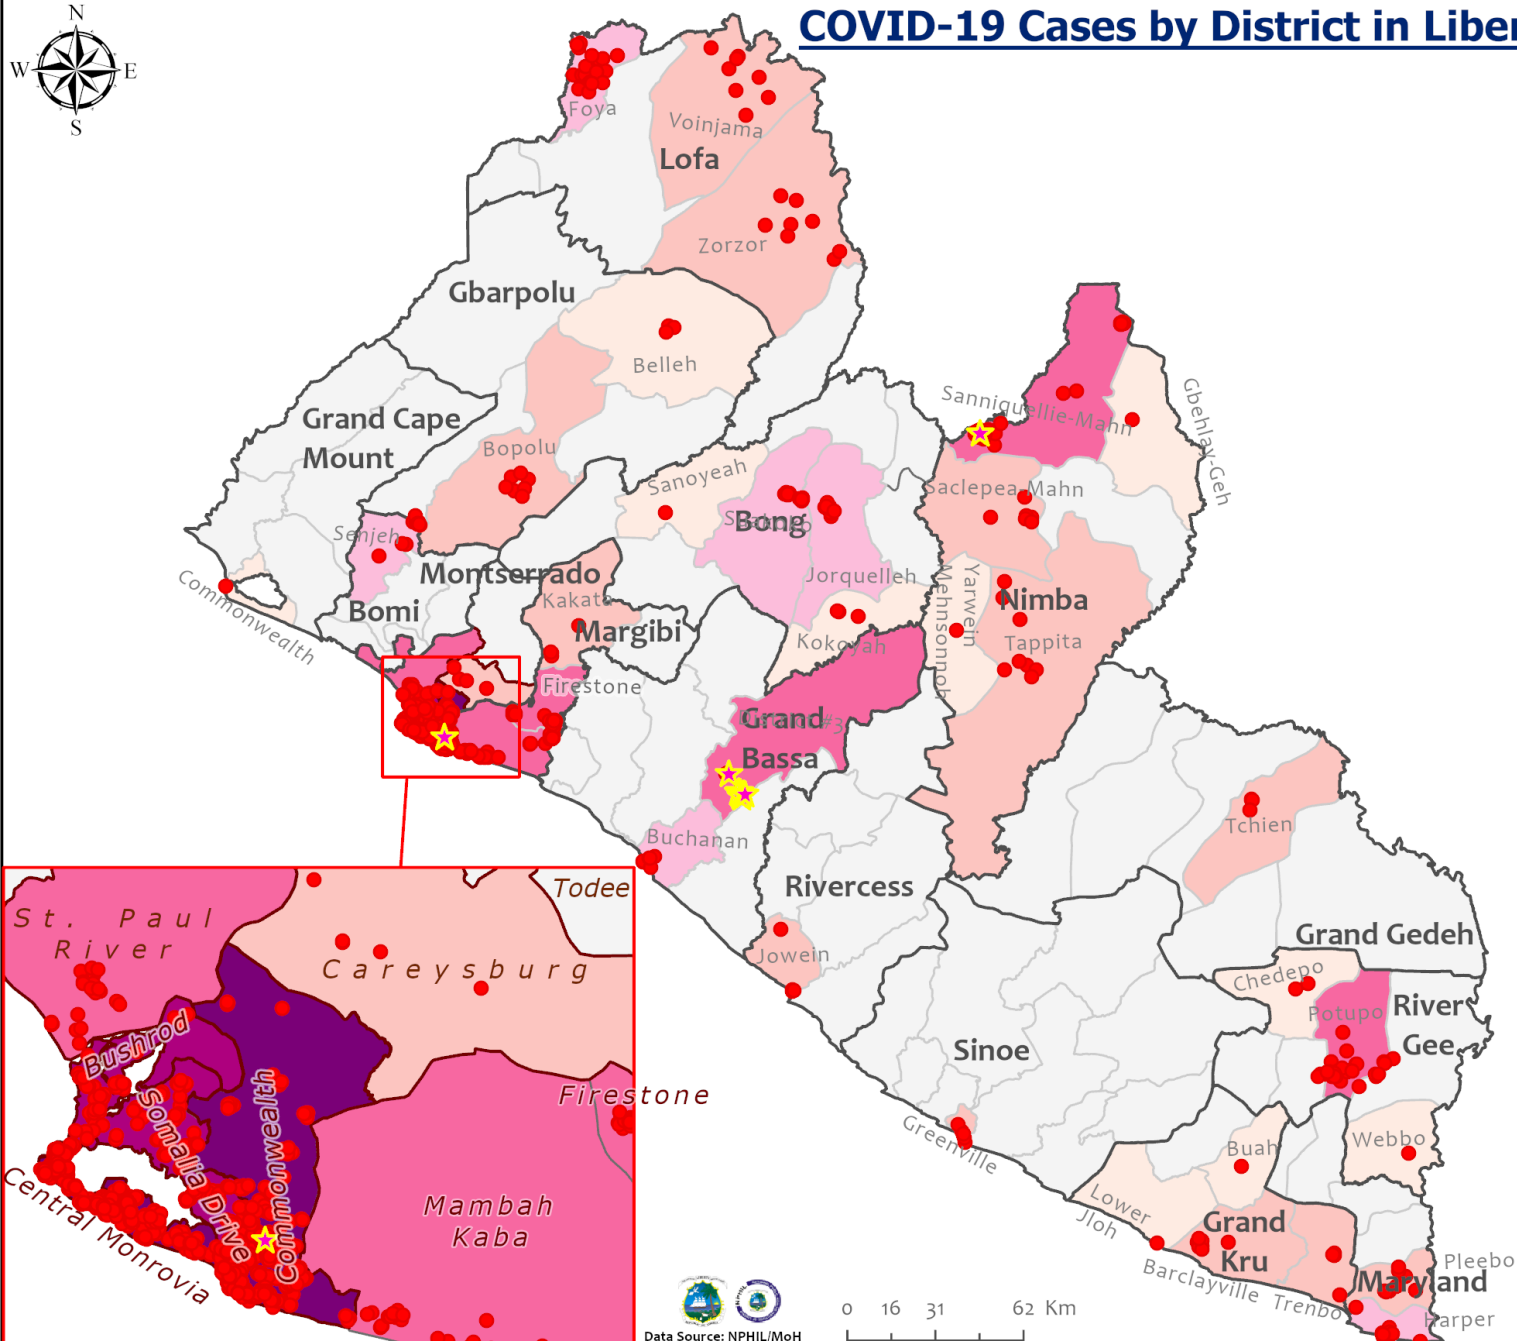 COVID-19 Cases by District in Liber
N
W
E
S
Foya
Voinjama
Lofa
Zorzor
Gbarpolu
Belleh
Grand Cape
Mount
Sanniquellie-Mahn
Gbehlay-Geh
Bopolu
Sanoyeah
Saclepea-Mahn
Senjeh
Bong
Commonwealth
Montserrado
Jorquelleh
Kakata
Bomi
Margibi
Mehnsonnoh
Yarwein
Nimba
Kokoyah
Tappita
Firestone
Grand
District #3
Bassa
Buchanan
Tchien
Rivercess
Grand Gedeh
Jowein
Chedepo
River
Potupo
Gee
Sinoe
Greenville
Buah
Webbo
Lower
Jloh
Grand
Kru
Barclayville
Trenbo
Pleebo
Maryland
Harper
Todee
St. Paul
River
Careysburg
Bushrod
Firestone
Somalia Drive
Commonwealth
Central Monrovia
Mambah
Kaba
0 16 31 62 Km
Data Source: NPHIL/MoH